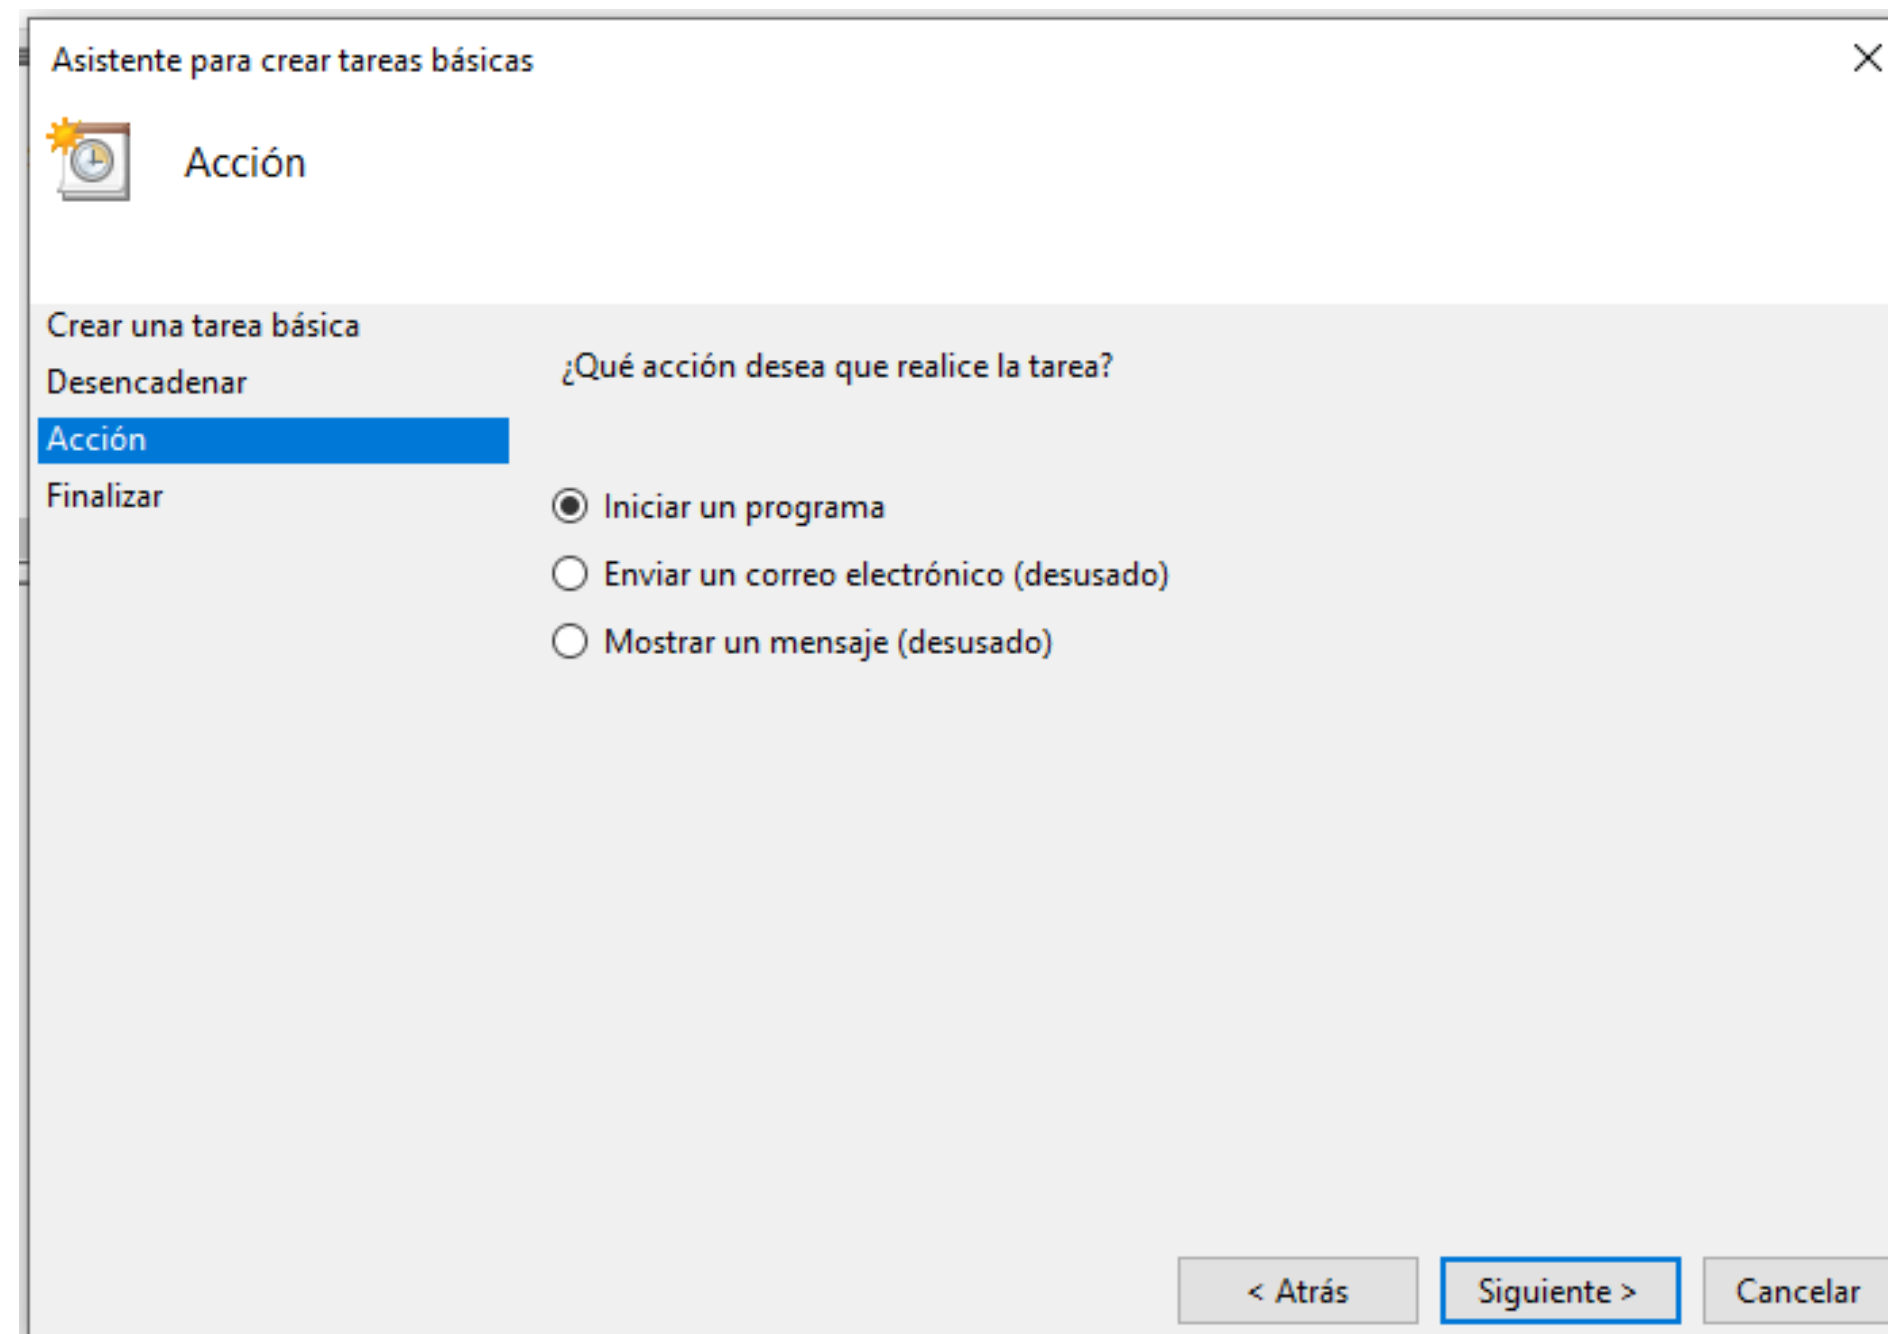 Asistente para crear tareas básicas
Acción
Crear una tarea básica
Desencadenar
Acción
Finalizar
¿Qué acción desea que realice la tarea?
Iniciar un programa
Enviar un correo electrónico (desusado)
Mostrar un mensaje (desusado)
< Atrás
Siguiente >
Cancelar